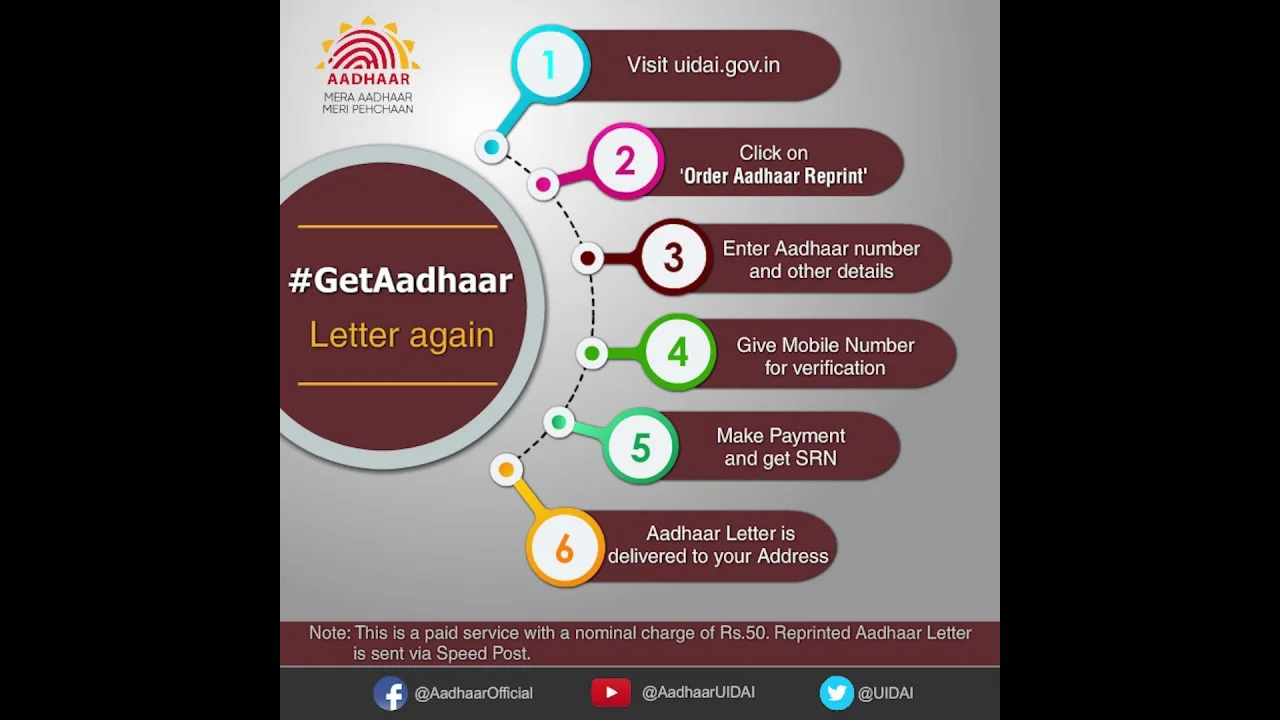 AADHAAR
MERA AADHAAR
MERI PEHCHAAN
#GetAadhaar
Letter again
1
Visit uidai.gov.in
2
Click on
'Order Aadhaar Reprint'
3
Enter Aadhaar number
and other details
4
Give Mobile Number
for verification
5
Make Payment
and get SRN
6
Aadhaar Letter is
delivered to your Address
Note: This is a paid service with a nominal charge of Rs.50. Reprinted Aadhaar Letter
is sent via Speed Post.
@AadhaarOfficial
@AadhaarUIDAI
@UIDAI